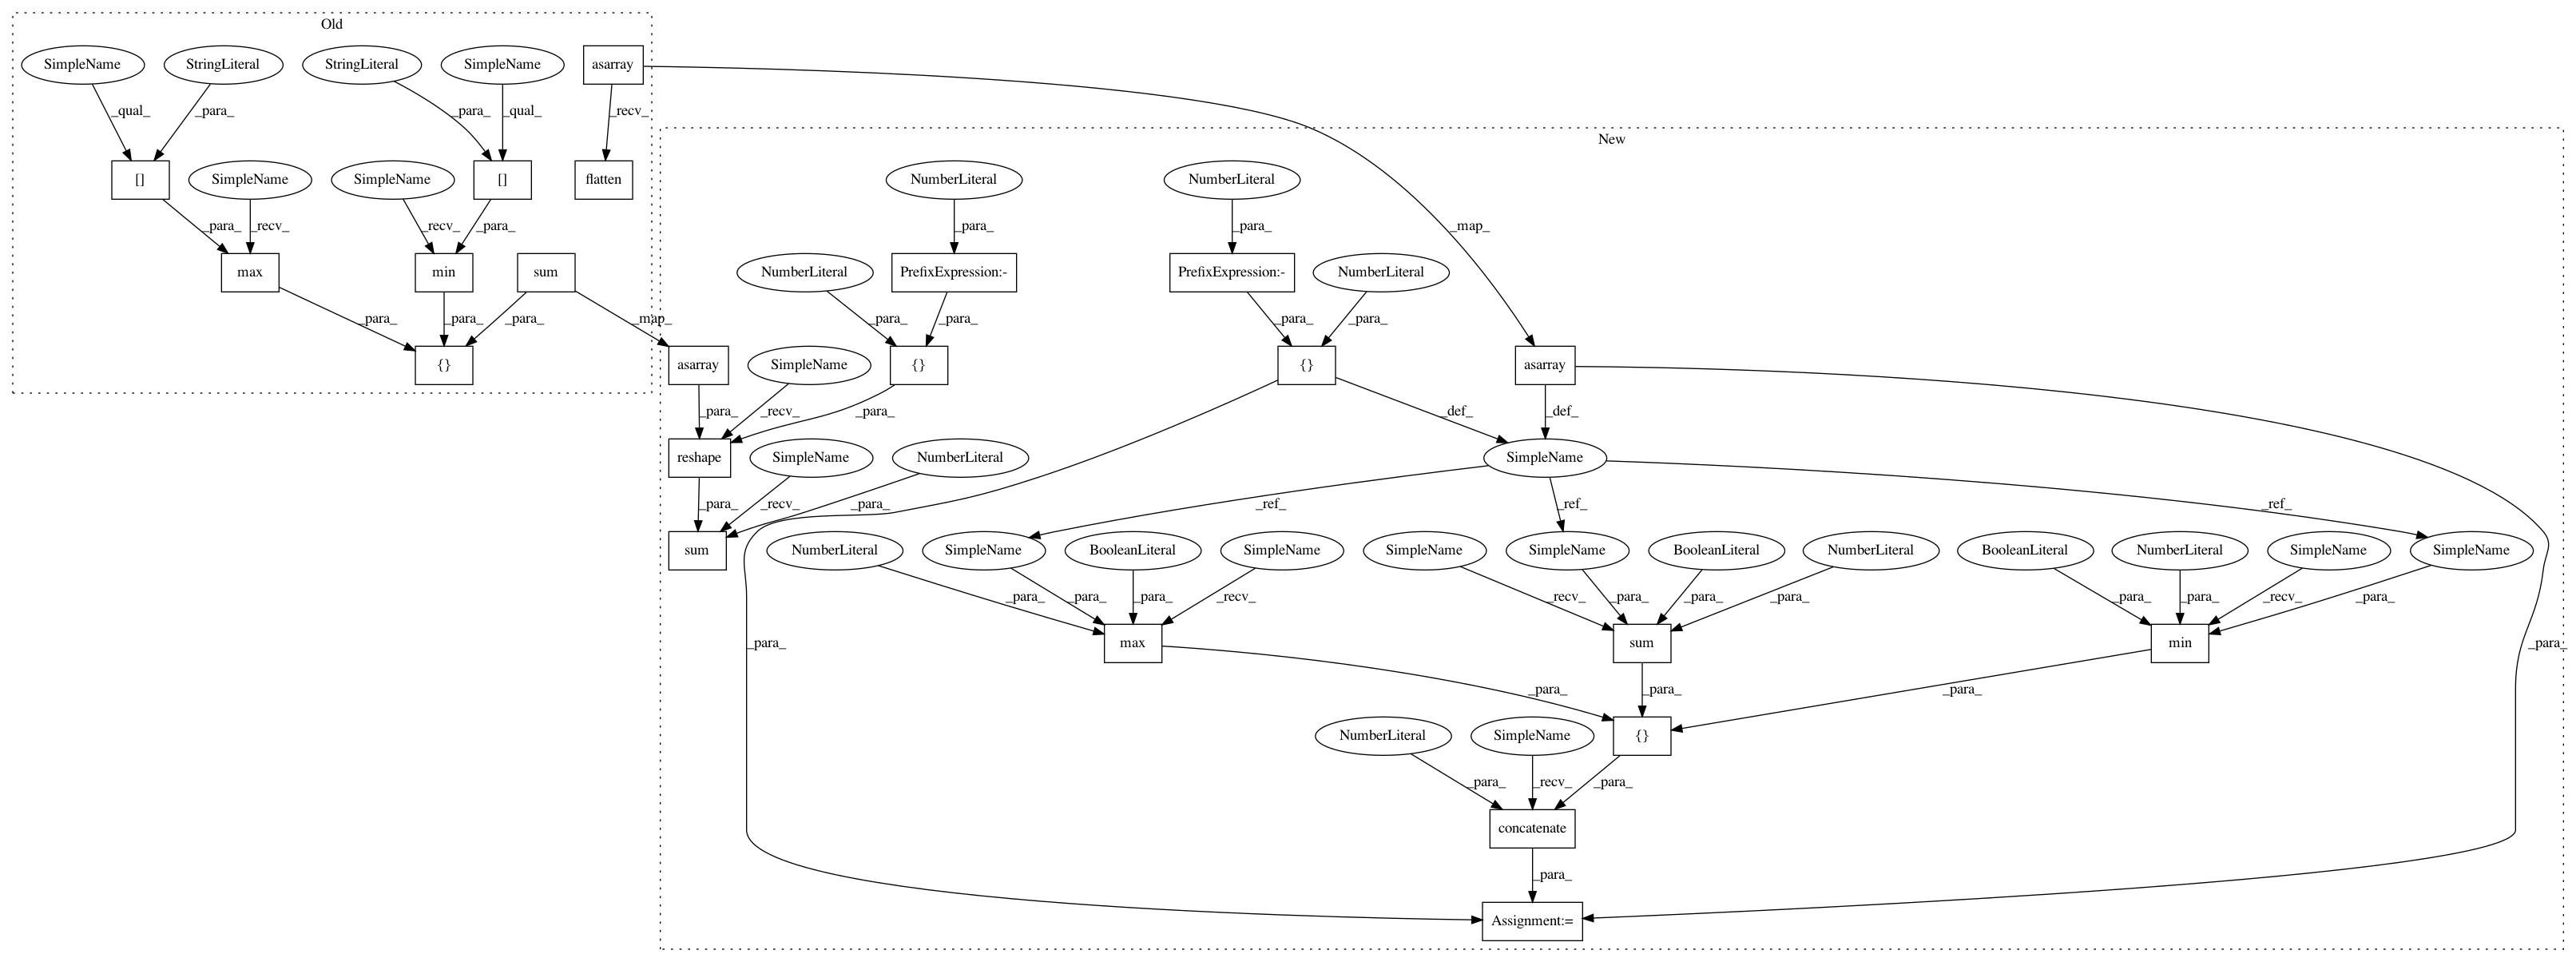 Old
SimpleName
StringLiteral
StringLiteral
SimpleName
asarray
_qual_
_para_
_para_
_qual_
_recv_
New
[]
SimpleName
SimpleName
[]
flatten
NumberLiteral
NumberLiteral
_para_
_recv_
_recv_
_para_
_para_
_para_
_map_
max
min
sum
NumberLiteral
PrefixExpression:-
PrefixExpression:-
NumberLiteral
_para_
_para_
_para_
_map_
_para_
_para_
_para_
_para_
{}
asarray
SimpleName
{}
{}
asarray
_para_
_recv_
_para_
_def_
_def_
reshape
SimpleName
NumberLiteral
SimpleName
_para_
_recv_
_para_
_ref_
_ref_
_ref_
sum
NumberLiteral
SimpleName
BooleanLiteral
SimpleName
SimpleName
SimpleName
BooleanLiteral
NumberLiteral
BooleanLiteral
NumberLiteral
SimpleName
SimpleName
_para_
_para_
_para_
_recv_
_recv_
_para_
_para_
_para_
_para_
_para_
_recv_
_para_
_para_
max
sum
min
_para_
_para_
_para_
_para_
NumberLiteral
SimpleName
{}
_para_
_recv_
_para_
concatenate
_para_
Assignment:=